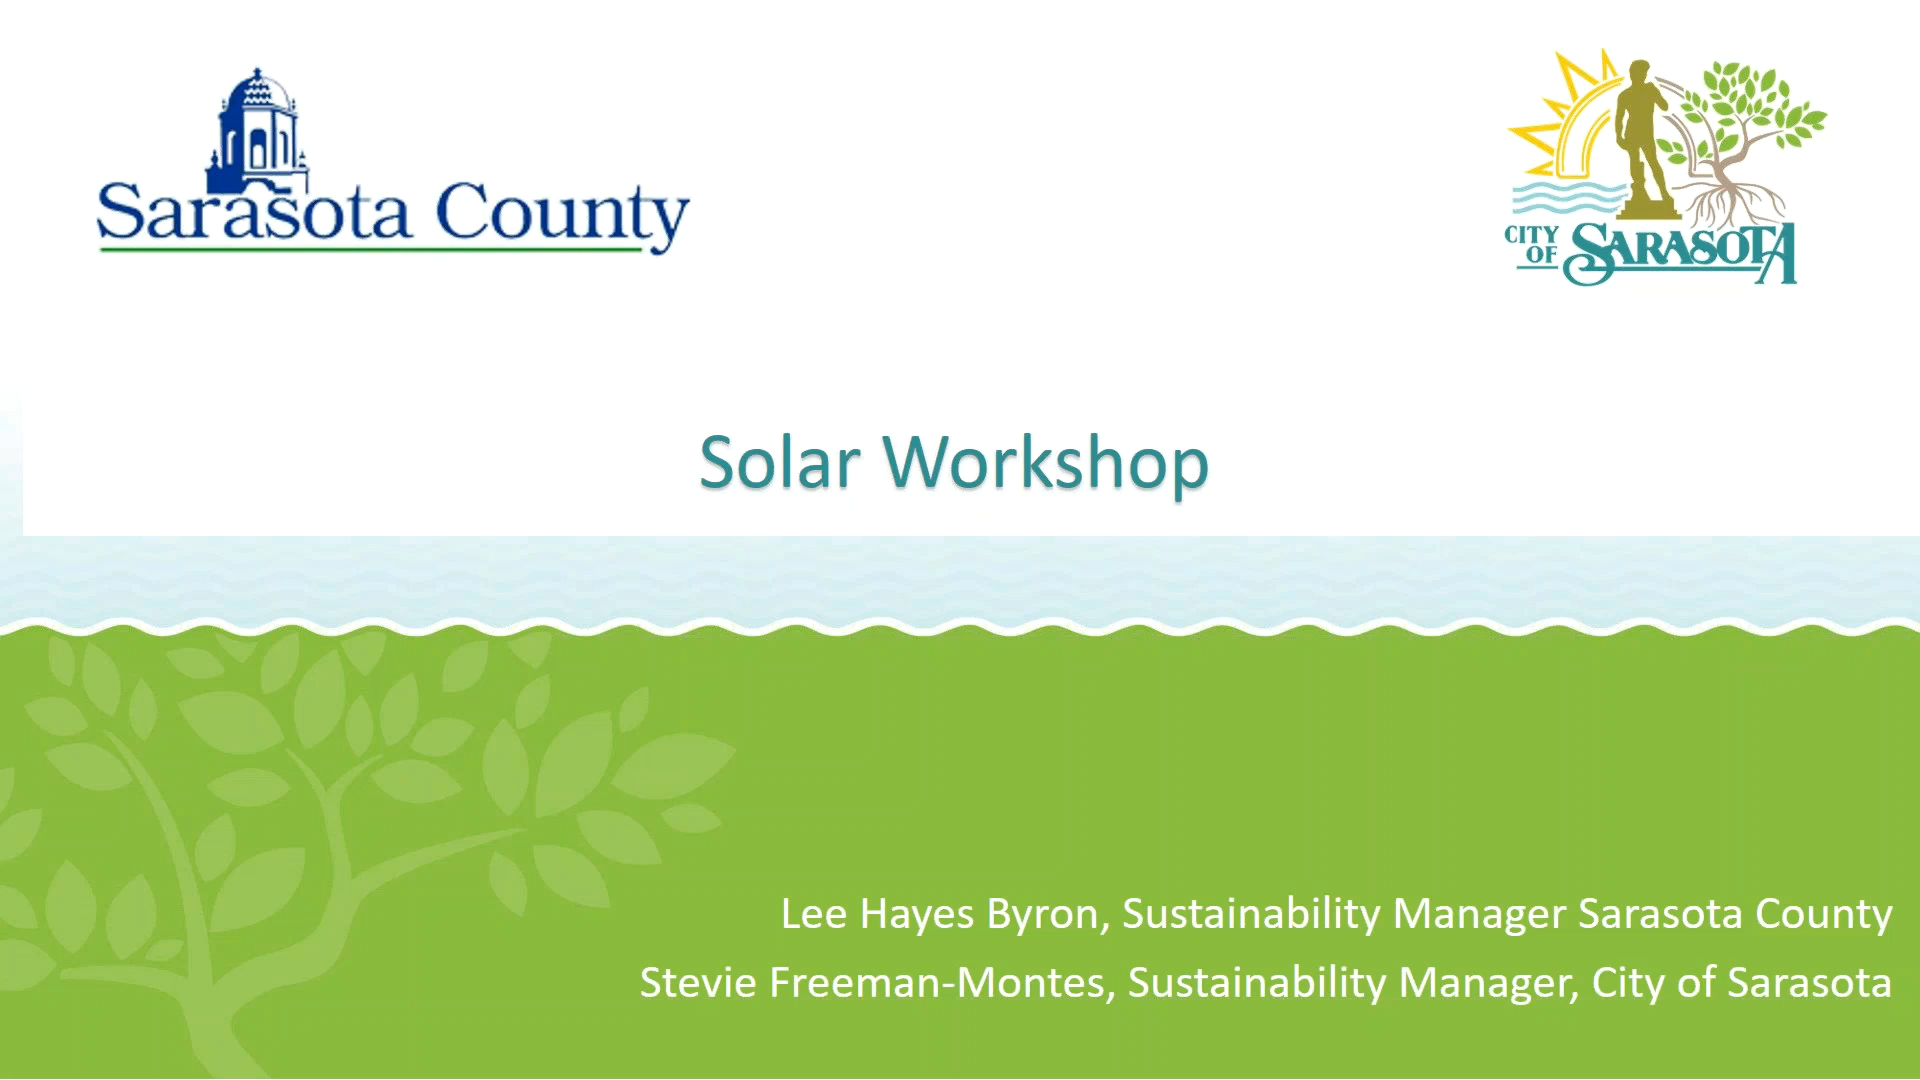 Sarasota County
CITY
OF
SARASOTA
Solar Workshop
Lee Hayes Byron, Sustainability Manager Sarasota County
Stevie Freeman-Montes, Sustainability Manager, City of Sarasota